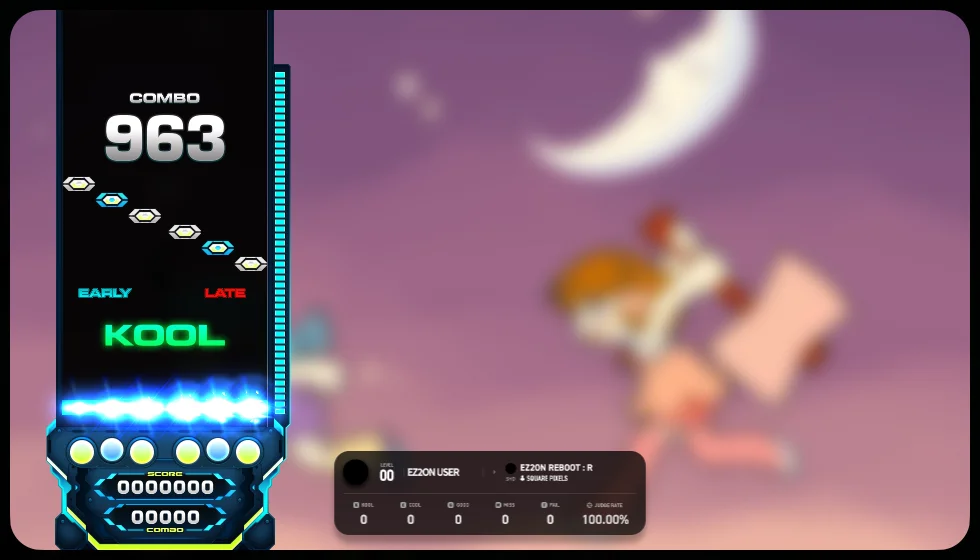 COMBO
963
EARLY LATE
KOOL
SCORE
0000000
00000
COMBO
LEVEL
00 EZ2ON USER
EZ2ON REBOOT : R
SQUARE PIXELS
KOOL COOL GOOD MISS FAIL JUDGE RATE
0 0 0 0 0 100.00%